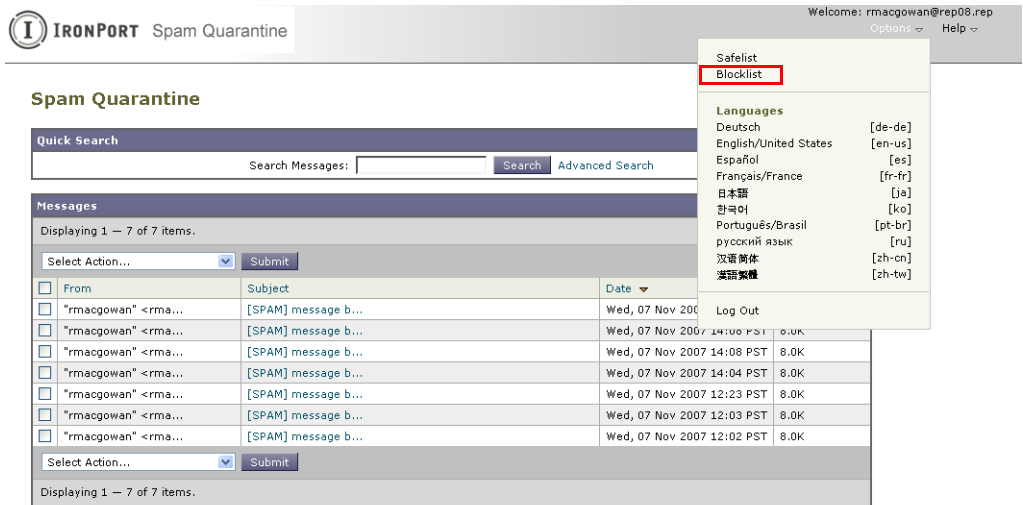 IRONPORT Spam Quarantine
Welcome: rmacgowan@rep08.rep
Options Help
Safelist
Blocklist
Languages
Deutsch [de-de]
English/United States [en-us]
Español [es]
Français/France [fr-fr]
日本語 [ja]
한국어 [ko]
Português/Brasil [pt-br]
русский язык [ru]
汉语简体 [zh-cn]
漢語繁體 [zh-tw]
Log Out
Spam Quarantine
Quick Search
Search Messages: Search Advanced Search
Messages
Displaying 1 — 7 of 7 items.
Select Action... Submit
From Subject Date
"rmacgowan" <rma... [SPAM] message b... Wed, 07 Nov 200
"rmacgowan" <rma... [SPAM] message b... Wed, 07 Nov 2007 14:08 PST 8.0K
"rmacgowan" <rma... [SPAM] message b... Wed, 07 Nov 2007 14:08 PST 8.0K
"rmacgowan" <rma... [SPAM] message b... Wed, 07 Nov 2007 14:04 PST 8.0K
"rmacgowan" <rma... [SPAM] message b... Wed, 07 Nov 2007 12:23 PST 8.0K
"rmacgowan" <rma... [SPAM] message b... Wed, 07 Nov 2007 12:03 PST 8.0K
"rmacgowan" <rma... [SPAM] message b... Wed, 07 Nov 2007 12:02 PST 8.0K
Select Action... Submit
Displaying 1 — 7 of 7 items.